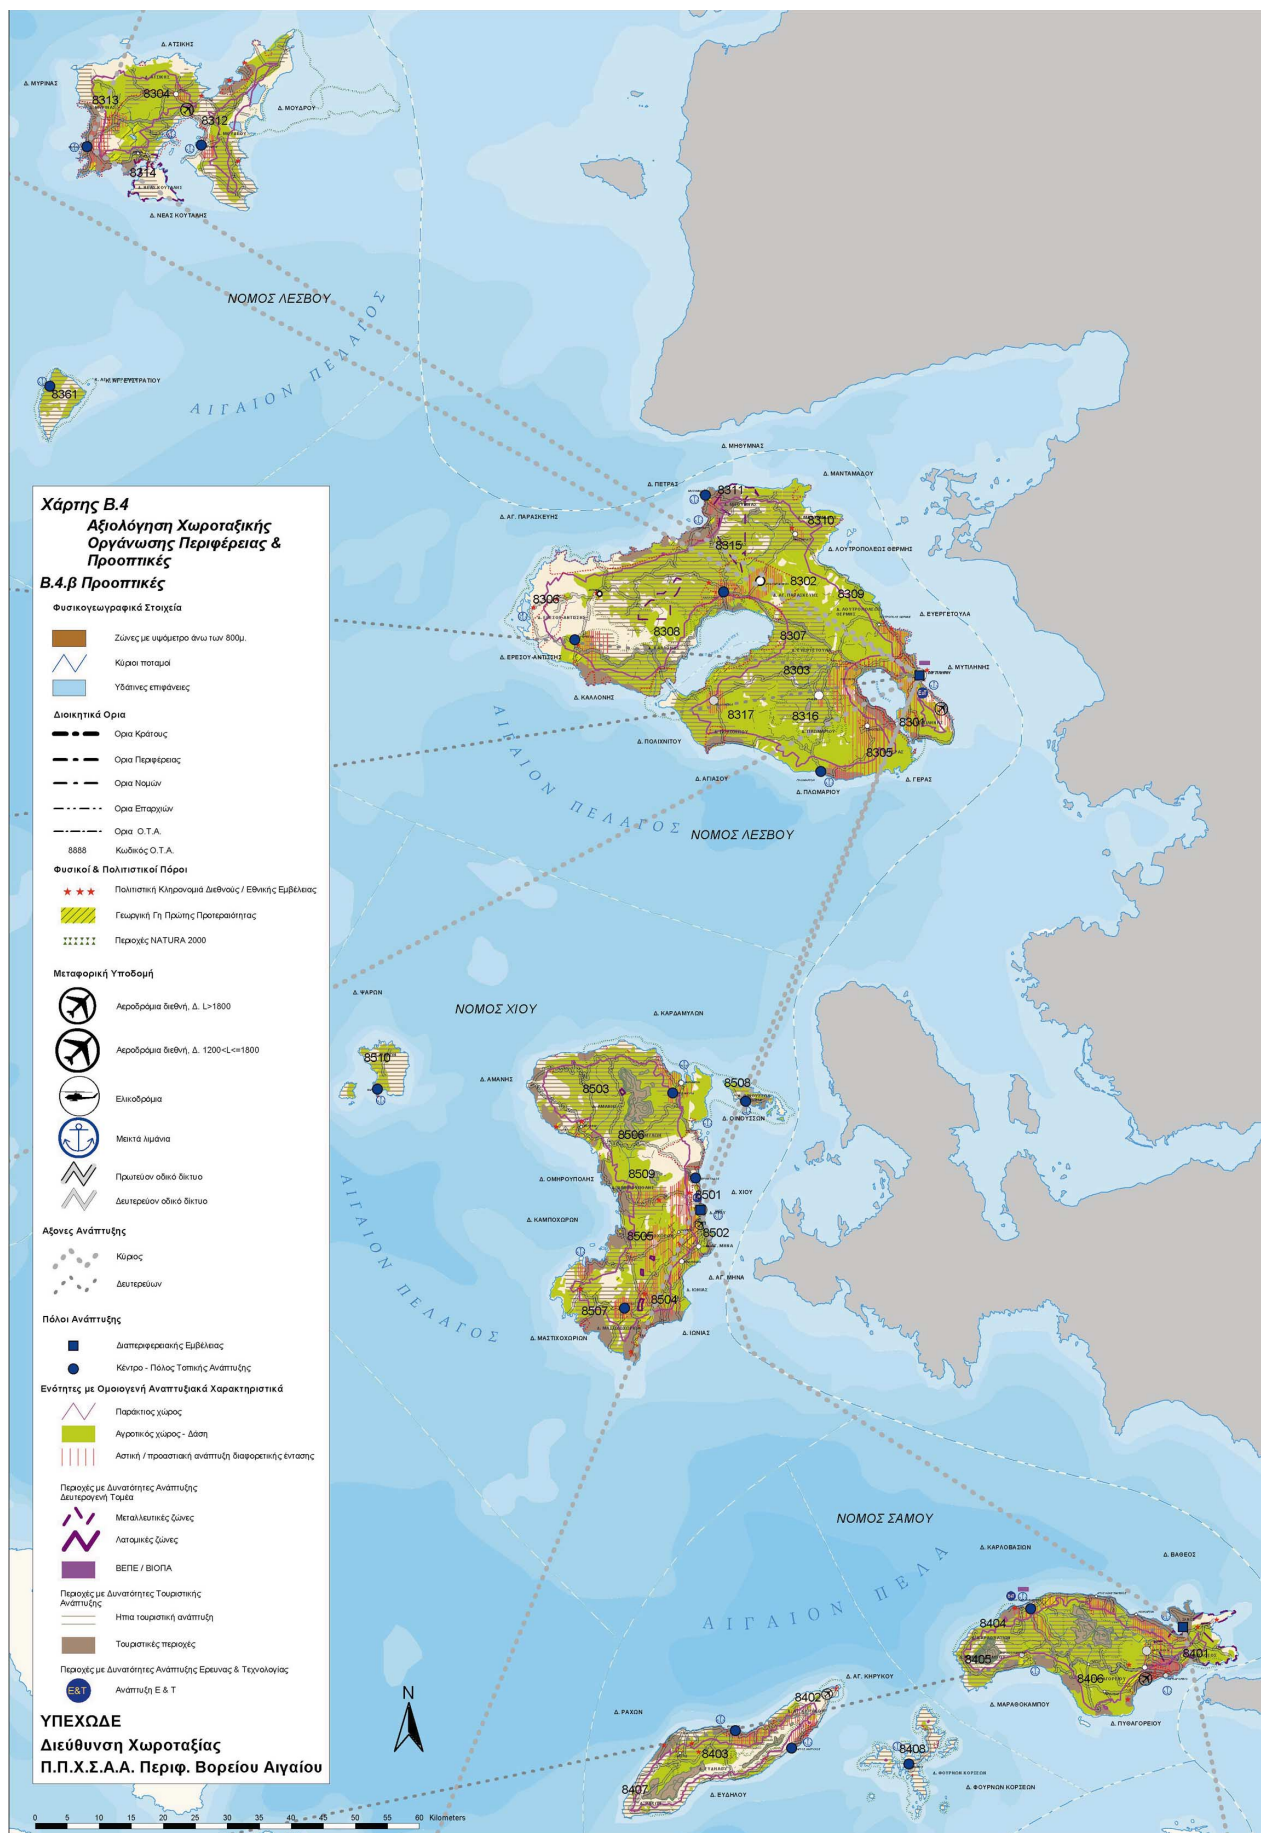 Δ. ΑΤΣΙΚΗΣ
Δ. ΜΥΡΙΝΑΣ
8313
8304
8312
Δ. ΜΟΥΔΡΟΥ
8314
Δ. ΝΕΑΣ ΚΟΥΤΑΛΗΣ
ΝΟΜΟΣ ΛΕΣΒΟΥ
ΑΙΓΑΙΟΝ ΠΕΛΑΓΟΣ
8361
Δ. ΜΗΘΥΜΝΑΣ
Δ. ΠΕΤΡΑΣ
Δ. ΜΑΝΤΑΜΑΔΟΥ
8311
Δ. ΑΓ. ΠΑΡΑΣΚΕΥΗΣ
8310
8315
Δ. ΛΟΥΤΡΟΠΟΛΕΩΣ ΘΕΡΜΗΣ
8302
8306
8309
Δ. ΕΥΕΡΓΕΤΟΥΛΑ
8308
8307
Δ. ΕΡΕΣΟΥ-ΑΝΤΙΣΣΗΣ
8303
Δ. ΜΥΤΙΛΗΝΗΣ
Δ. ΚΑΛΛΟΝΗΣ
8317
8316
8301
Δ. ΠΟΛΙΧΝΙΤΟΥ
8305
Δ. ΑΓΙΑΣΟΥ
Δ. ΓΕΡΑΣ
Δ. ΠΛΩΜΑΡΙΟΥ
ΑΙΓΑΙΟΝ ΠΕΛΑΓΟΣ
ΝΟΜΟΣ ΛΕΣΒΟΥ
Χάρτης Β.4
Αξιολόγηση Χωροταξικής
Οργάνωσης Περιφέρειας &
Προοπτικές
Β.4.β Προοπτικές
Φυσικογεωγραφικά Στοιχεία
Ζώνες με υψόμετρο άνω των 800μ.
Κύριοι ποταμοί
Υδάτινες επιφάνειες
Διοικητικά Ορια
Ορια Κράτους
Ορια Περιφέρειας
Ορια Νομών
Ορια Επαρχιών
Ορια Ο.Τ.Α.
8888 Κωδικός Ο.Τ.Α.
Φυσικοί & Πολιτιστικοί Πόροι
Πολιτιστική Κληρονομιά Διεθνούς / Εθνικής Εμβέλειας
Γεωργική Γη Πρώτης Προτεραιότητας
Περιοχές NATURA 2000
Μεταφορική Υποδομή
Αεροδρόμια διεθνή, Δ. L>1800
Αεροδρόμια διεθνή, Δ. 1200<L<=1800
Ελικοδρόμια
Μεικτά λιμάνια
Πρωτεύον οδικό δίκτυο
Δευτερεύον οδικό δίκτυο
Αξονες Ανάπτυξης
Κύριος
Δευτερεύων
Πόλοι Ανάπτυξης
Διαπεριφερειακής Εμβέλειας
Κέντρο - Πόλος Τοπικής Ανάπτυξης
Ενότητες με Ομοιογενή Αναπτυξιακά Χαρακτηριστικά
Παράκτιος χώρος
Αγροτικός χώρος - Δάση
Αστική / προαστιακή ανάπτυξη διαφορετικής έντασης
Περιοχές με Δυνατότητες Ανάπτυξης
Δευτερογενή Τομέα
Μεταλλευτικές ζώνες
Λατομικές ζώνες
ΒΕΠΕ / ΒΙΟΠΑ
Περιοχές με Δυνατότητες Τουριστικής
Ανάπτυξης
Ηπια τουριστική ανάπτυξη
Τουριστικές περιοχές
Περιοχές με Δυνατότητες Ανάπτυξης Ερευνας & Τεχνολογίας
Ε&Τ Ανάπτυξη Ε & Τ
ΥΠΕΧΩΔΕ
Διεύθυνση Χωροταξίας
Π.Π.Χ.Σ.Α.Α. Περιφ. Βορείου Αιγαίου
Δ. ΨΑΡΩΝ
ΝΟΜΟΣ ΧΙΟΥ
Δ. ΚΑΡΔΑΜΥΛΩΝ
8510
Δ. ΑΜΑΝΗΣ
8503
8508
Δ. ΟΙΝΟΥΣΣΩΝ
8506
Δ. ΟΜΗΡΟΥΠΟΛΗΣ
8509
8501
Δ. ΧΙΟΥ
Δ. ΚΑΜΠΟΧΩΡΩΝ
8505
8502
Δ. ΑΓ. ΜΗΝΑ
8504
8507
Δ. ΜΑΣΤΙΧΟΧΩΡΙΩΝ
Δ. ΙΩΝΙΑΣ
ΑΙΓΑΙΟΝ ΠΕΛΑΓΟΣ
ΝΟΜΟΣ ΣΑΜΟΥ
Δ. ΚΑΡΛΟΒΑΣΙΩΝ
Δ. ΒΑΘΕΟΣ
ΑΙΓΑΙΟΝ ΠΕΛΑ
8404
8405
8401
8406
Δ. ΜΑΡΑΘΟΚΑΜΠΟΥ
Δ. ΠΥΘΑΓΟΡΕΙΟΥ
Δ. ΑΓ. ΚΗΡΥΚΟΥ
8402
Δ. ΡΑΧΩΝ
8403
8408
8407
Δ. ΕΥΔΗΛΟΥ
Δ. ΦΟΥΡΝΩΝ ΚΟΡΣΕΩΝ
N
0 5 10 15 20 25 30 35 40 45 50 55 60 Kilometers